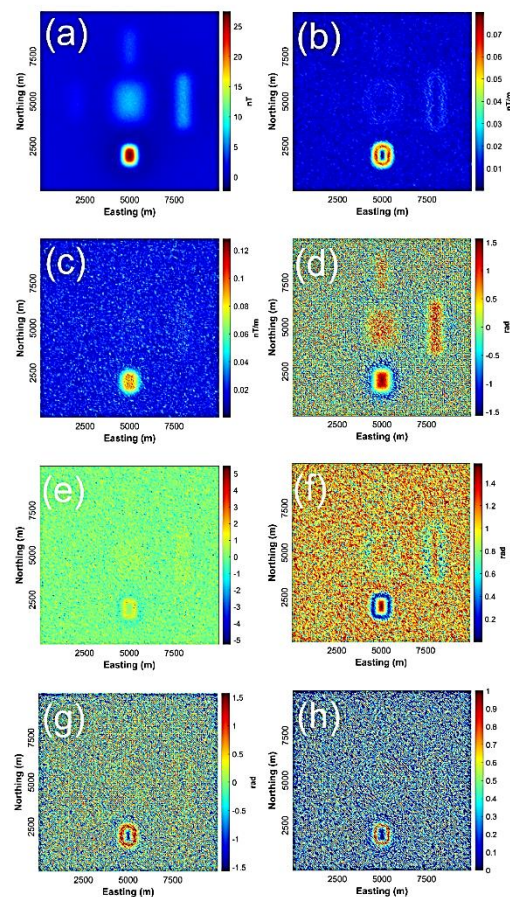 (a)
7500
5000
2500
Northing (m)
2500 5000 7500
Easting (m)
25
20
15
10
5
0
nT
(b)
7500
5000
2500
Northing (m)
2500 5000 7500
Easting (m)
0.07
0.06
0.05
0.04
0.03
0.02
0.01
nT/m
(c)
7500
5000
2500
Northing (m)
2500 5000 7500
Easting (m)
0.12
0.1
0.08
0.06
0.04
0.02
nT/m
(d)
7500
5000
2500
Northing (m)
2500 5000 7500
Easting (m)
1.5
1
0.5
0
-0.5
-1
-1.5
rad
(e)
7500
5000
2500
Northing (m)
2500 5000 7500
Easting (m)
5
4
3
2
1
0
-1
-2
-3
-4
-5
(f)
7500
5000
2500
Northing (m)
2500 5000 7500
Easting (m)
1.4
1.2
1
0.8
0.6
0.4
0.2
rad
(g)
7500
5000
2500
Northing (m)
2500 5000 7500
Easting (m)
1.5
1
0.5
0
-0.5
-1
-1.5
rad
(h)
7500
5000
2500
Northing (m)
2500 5000 7500
Easting (m)
1
0.9
0.8
0.7
0.6
0.5
0.4
0.3
0.2
0.1
0